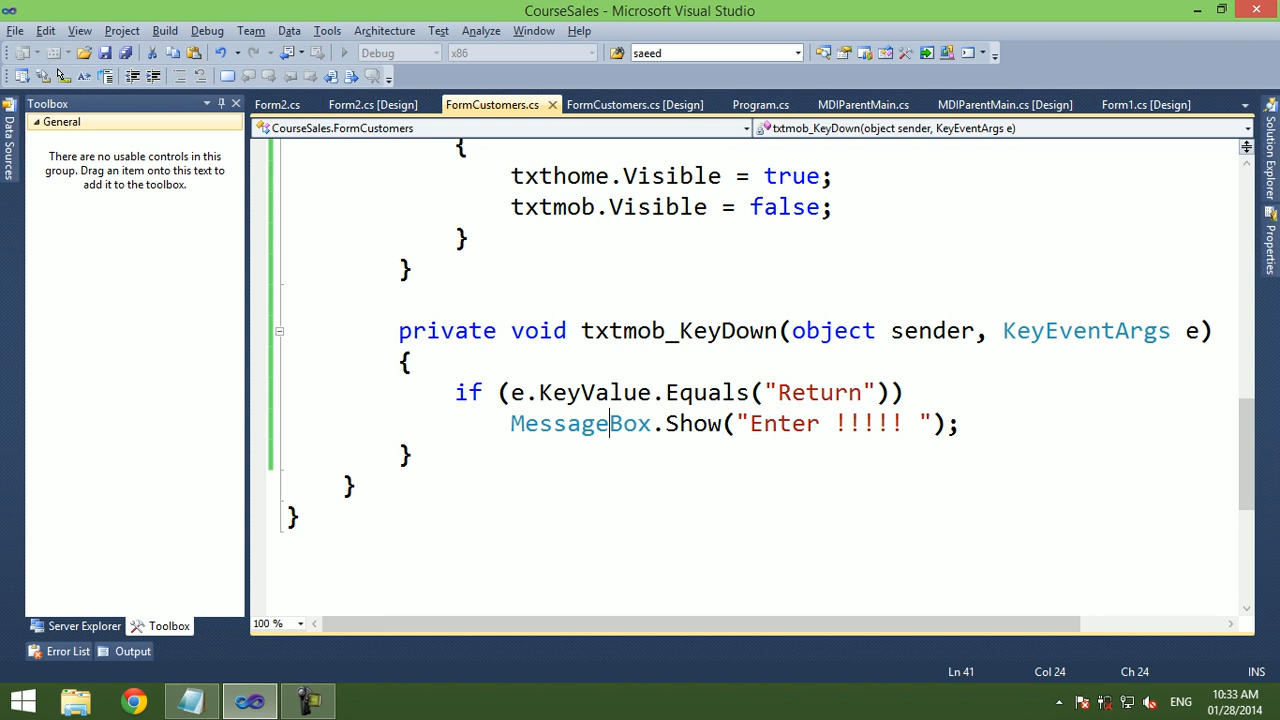 CourseSales - Microsoft Visual Studio
File Edit View Project Build Debug Team Data Tools Architecture Test Analyze Window Help
Debug x86 saeed
Toolbox
Form2.cs Form2.cs [Design] FormCustomers.cs FormCustomers.cs [Design] Program.cs MDIParentMain.cs MDIParentMain.cs [Design] Form1.cs [Design]
General
CourseSales.FormCustomers txtmob_KeyDown(object sender, KeyEventArgs e)
There are no usable controls in this
group. Drag an item onto this text to
add it to the toolbox.
Data Sources
Solution Explorer
Properties
{
txthome.Visible = true;
txtmob.Visible = false;
}
}
private void txtmob_KeyDown(object sender, KeyEventArgs e)
{
if (e.KeyValue.Equals("Return"))
MessageBox.Show("Enter !!!!! ");
}
}
}
100 %
Server Explorer Toolbox
Error List Output
Ln 41 Col 24 Ch 24 INS
ENG
10:33 AM
01/28/2014